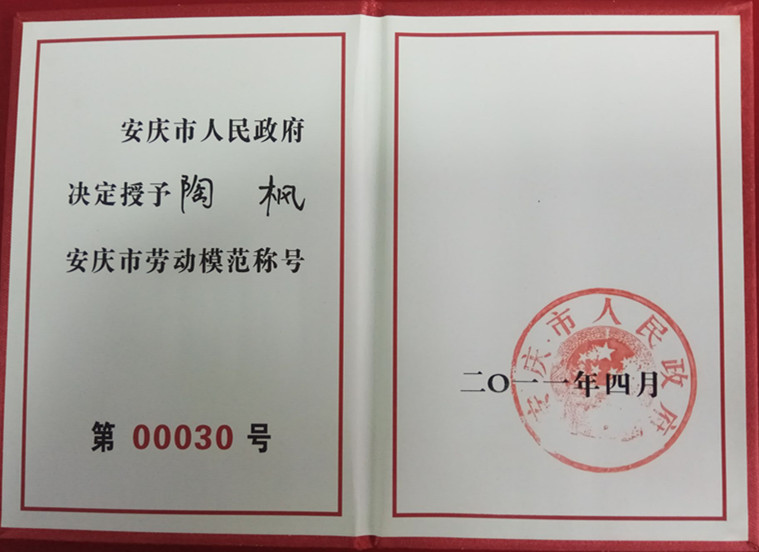 安庆市人民政府
决定授予陶 枫
安庆市劳动模范称号
第 00030 号
安庆市人民政府
二〇一一年四月